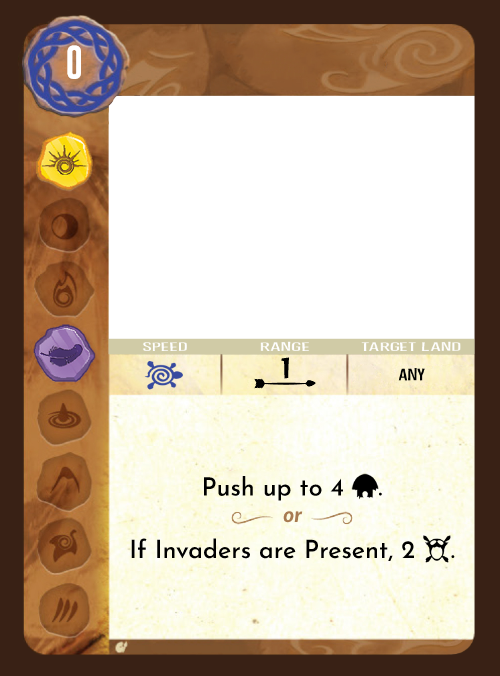 0
SPEED RANGE TARGET LAND
1 ANY
Push up to 4 .
or
If Invaders are Present, 2 .